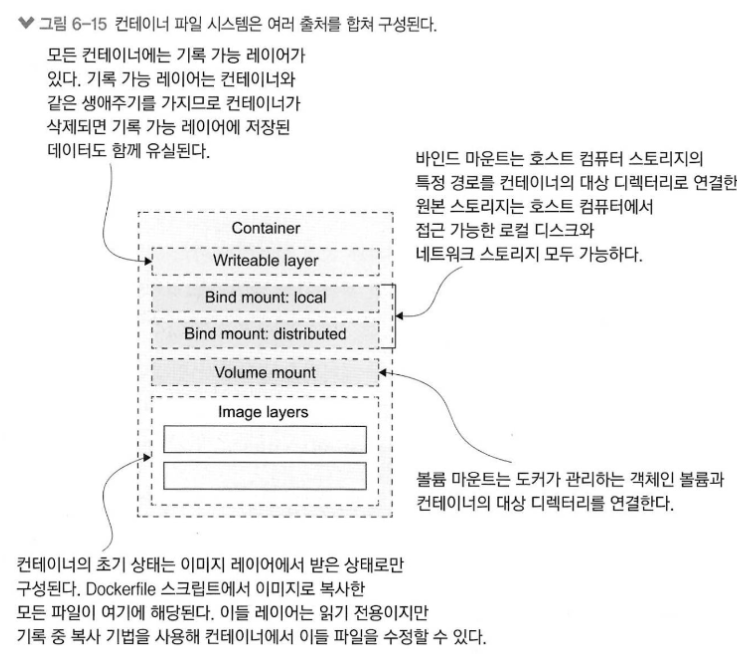 그림 6-15 컨테이너 파일 시스템은 여러 출처를 합쳐 구성된다.
모든 컨테이너에는 기록 가능 레이어가
있다. 기록 가능 레이어는 컨테이너와
같은 생애주기를 가지므로 컨테이너가
삭제되면 기록 가능 레이어에 저장된
데이터도 함께 유실된다.
바인드 마운트는 호스트 컴퓨터 스토리지의
특정 경로를 컨테이너의 대상 디렉터리로 연결한
원본 스토리지는 호스트 컴퓨터에서
접근 가능한 로컬 디스크와
네트워크 스토리지 모두 가능하다.
Container
Writeable layer
Bind mount: local
Bind mount: distributed
Volume mount
Image layers
볼륨 마운트는 도커가 관리하는 객체인 볼륨과
컨테이너의 대상 디렉터리를 연결한다.
컨테이너의 초기 상태는 이미지 레이어에서 받은 상태로만
구성된다. Dockerfile 스크립트에서 이미지로 복사한
모든 파일이 여기에 해당된다. 이들 레이어는 읽기 전용이지만
기록 중 복사 기법을 사용해 컨테이너에서 이들 파일을 수정할 수 있다.